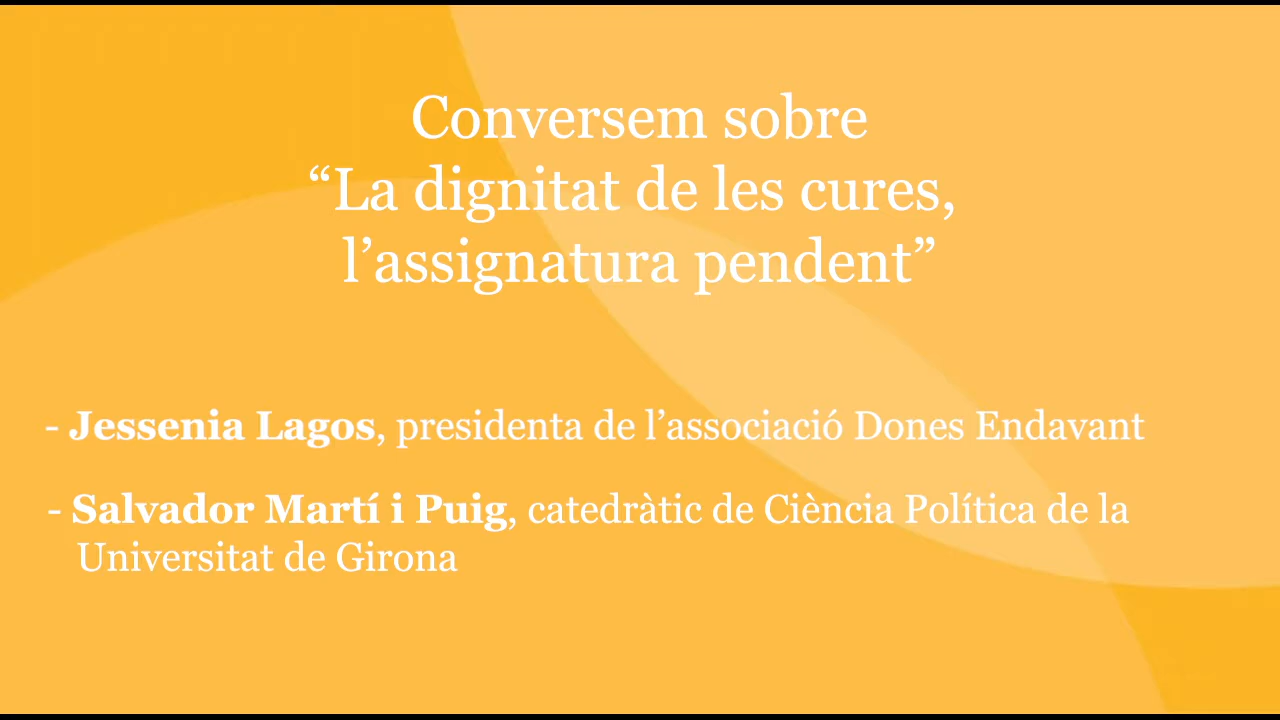 Conversem sobre
“La dignitat de les cures,
l’assignatura pendent”
- Jessenia Lagos, presidenta de l’associació Dones Endavant
- Salvador Martí i Puig, catedràtic de Ciència Política de la
Universitat de Girona